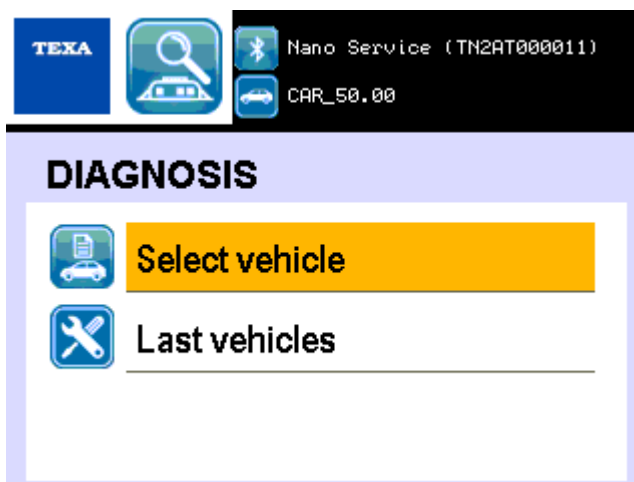 TEXA
Nano Service (TN2AT000011)
CAR_50.00
DIAGNOSIS
Select vehicle
Last vehicles